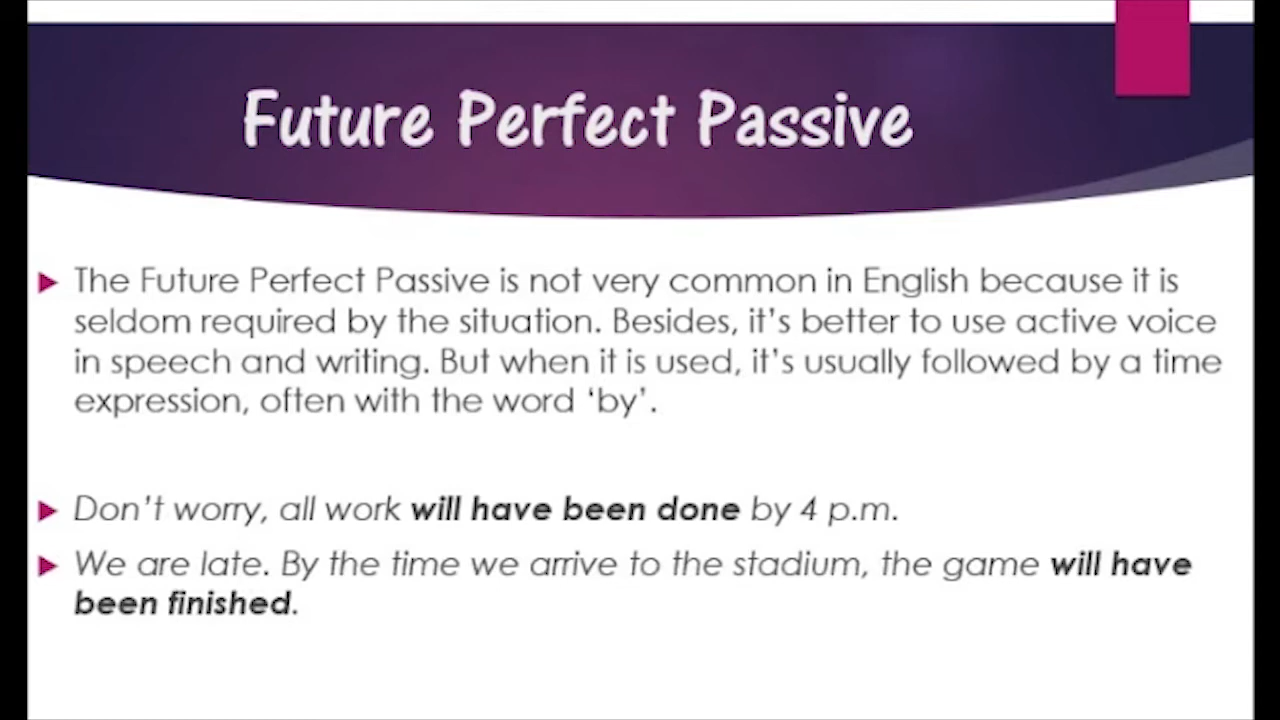 Future Perfect Passive
The Future Perfect Passive is not very common in English because it is
seldom required by the situation. Besides, it's better to use active voice
in speech and writing. But when it is used, it's usually followed by a time
expression, often with the word ‘by’.
Don't worry, all work will have been done by 4 p.m.
We are late. By the time we arrive to the stadium, the game will have
been finished.